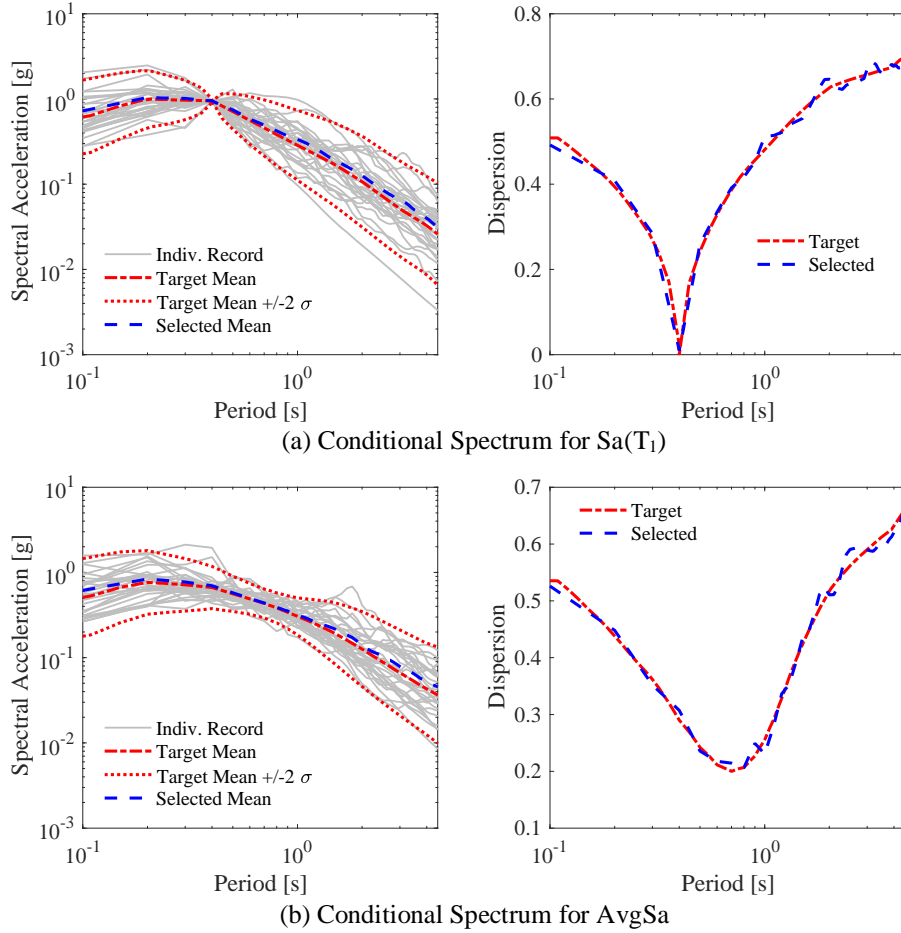 10^1
10^0
10^-1
10^-2
10^-3
Spectral Acceleration [g]
Indiv. Record
Target Mean
Target Mean +/-2 σ
Selected Mean
10^-1
10^0
Period [s]
0.8
0.6
0.4
0.2
0
Dispersion
Target
Selected
10^-1
10^0
Period [s]
(a) Conditional Spectrum for Sa(T₁)
10^1
10^0
10^-1
10^-2
10^-3
Spectral Acceleration [g]
Indiv. Record
Target Mean
Target Mean +/-2 σ
Selected Mean
10^-1
10^0
Period [s]
0.7
0.6
0.5
0.4
0.3
0.2
0.1
Dispersion
Target
Selected
10^-1
10^0
Period [s]
(b) Conditional Spectrum for AvgSa